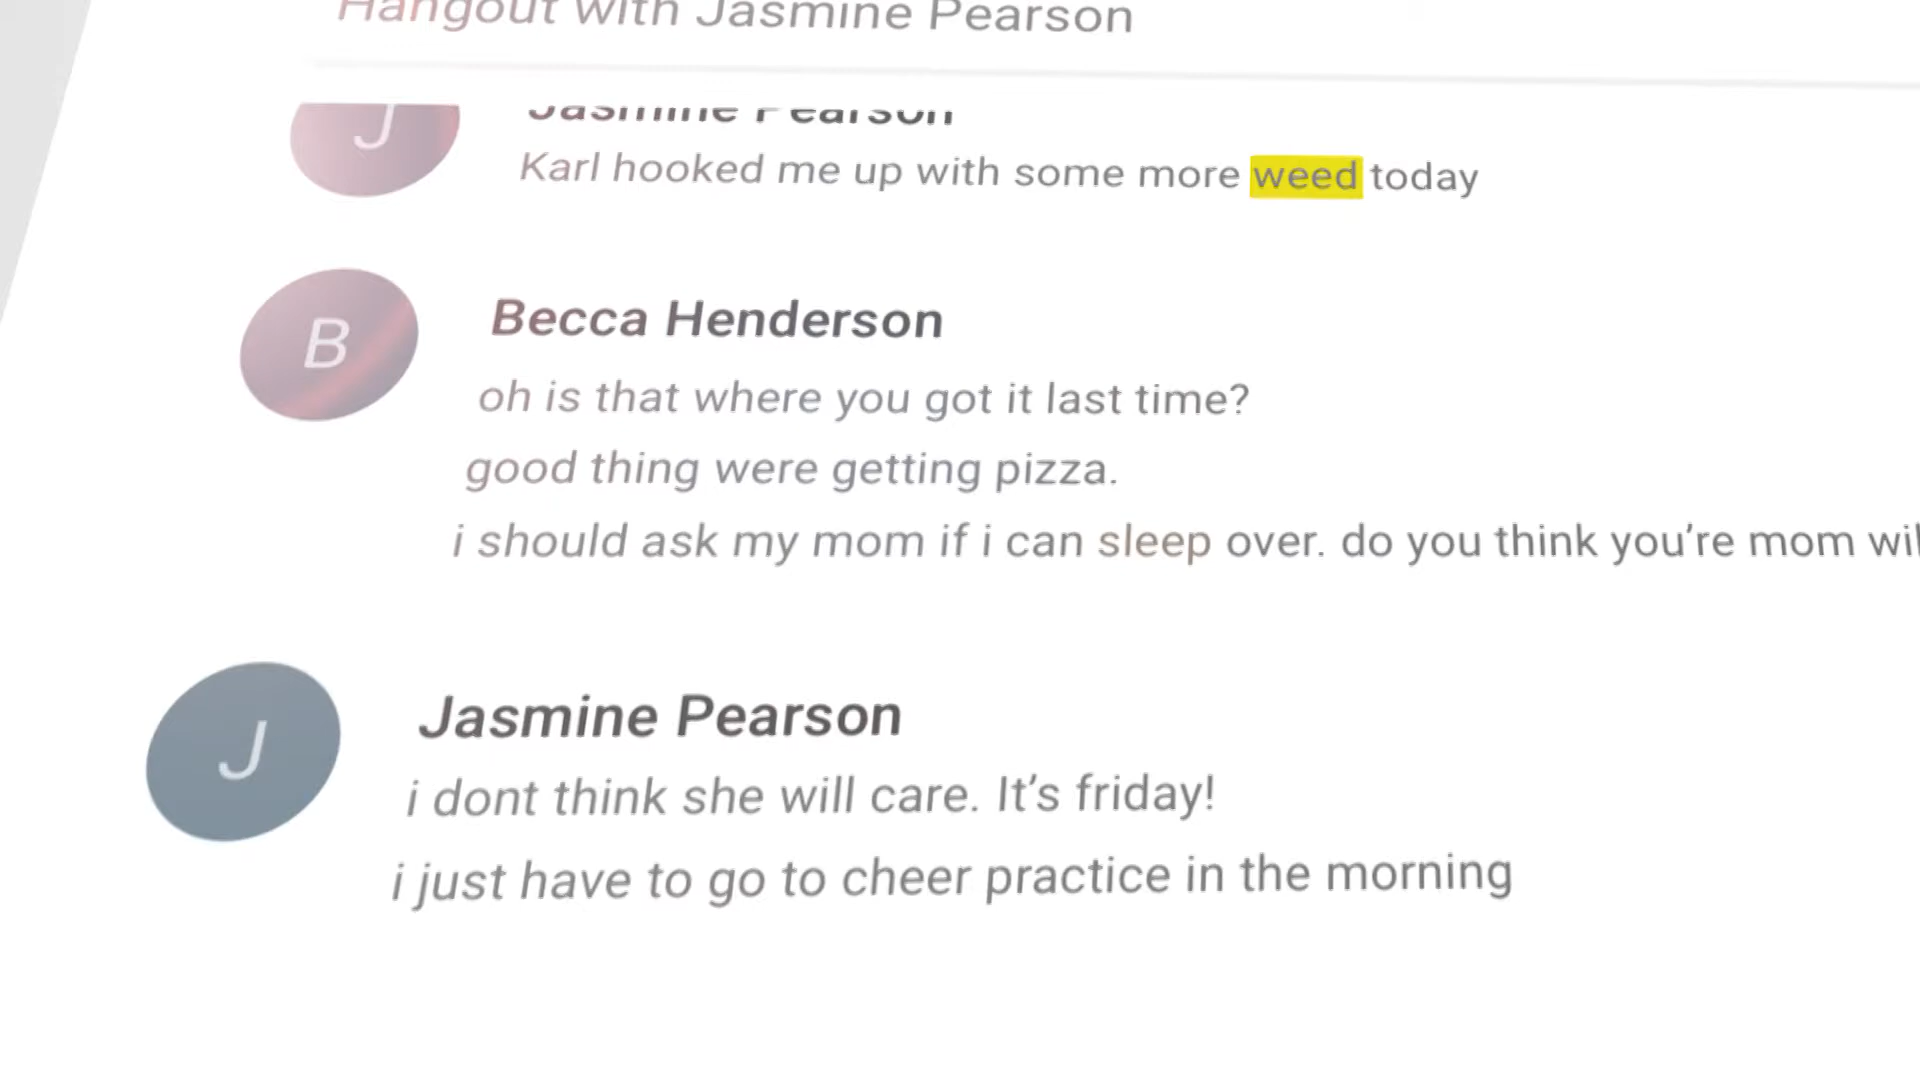 Hangout with Jasmine Pearson
J
Jasmine Pearson
Karl hooked me up with some more weed today
B
Becca Henderson
oh is that where you got it last time?
good thing were getting pizza.
i should ask my mom if i can sleep over. do you think you’re mom wil
J
Jasmine Pearson
i dont think she will care. It’s friday!
i just have to go to cheer practice in the morning